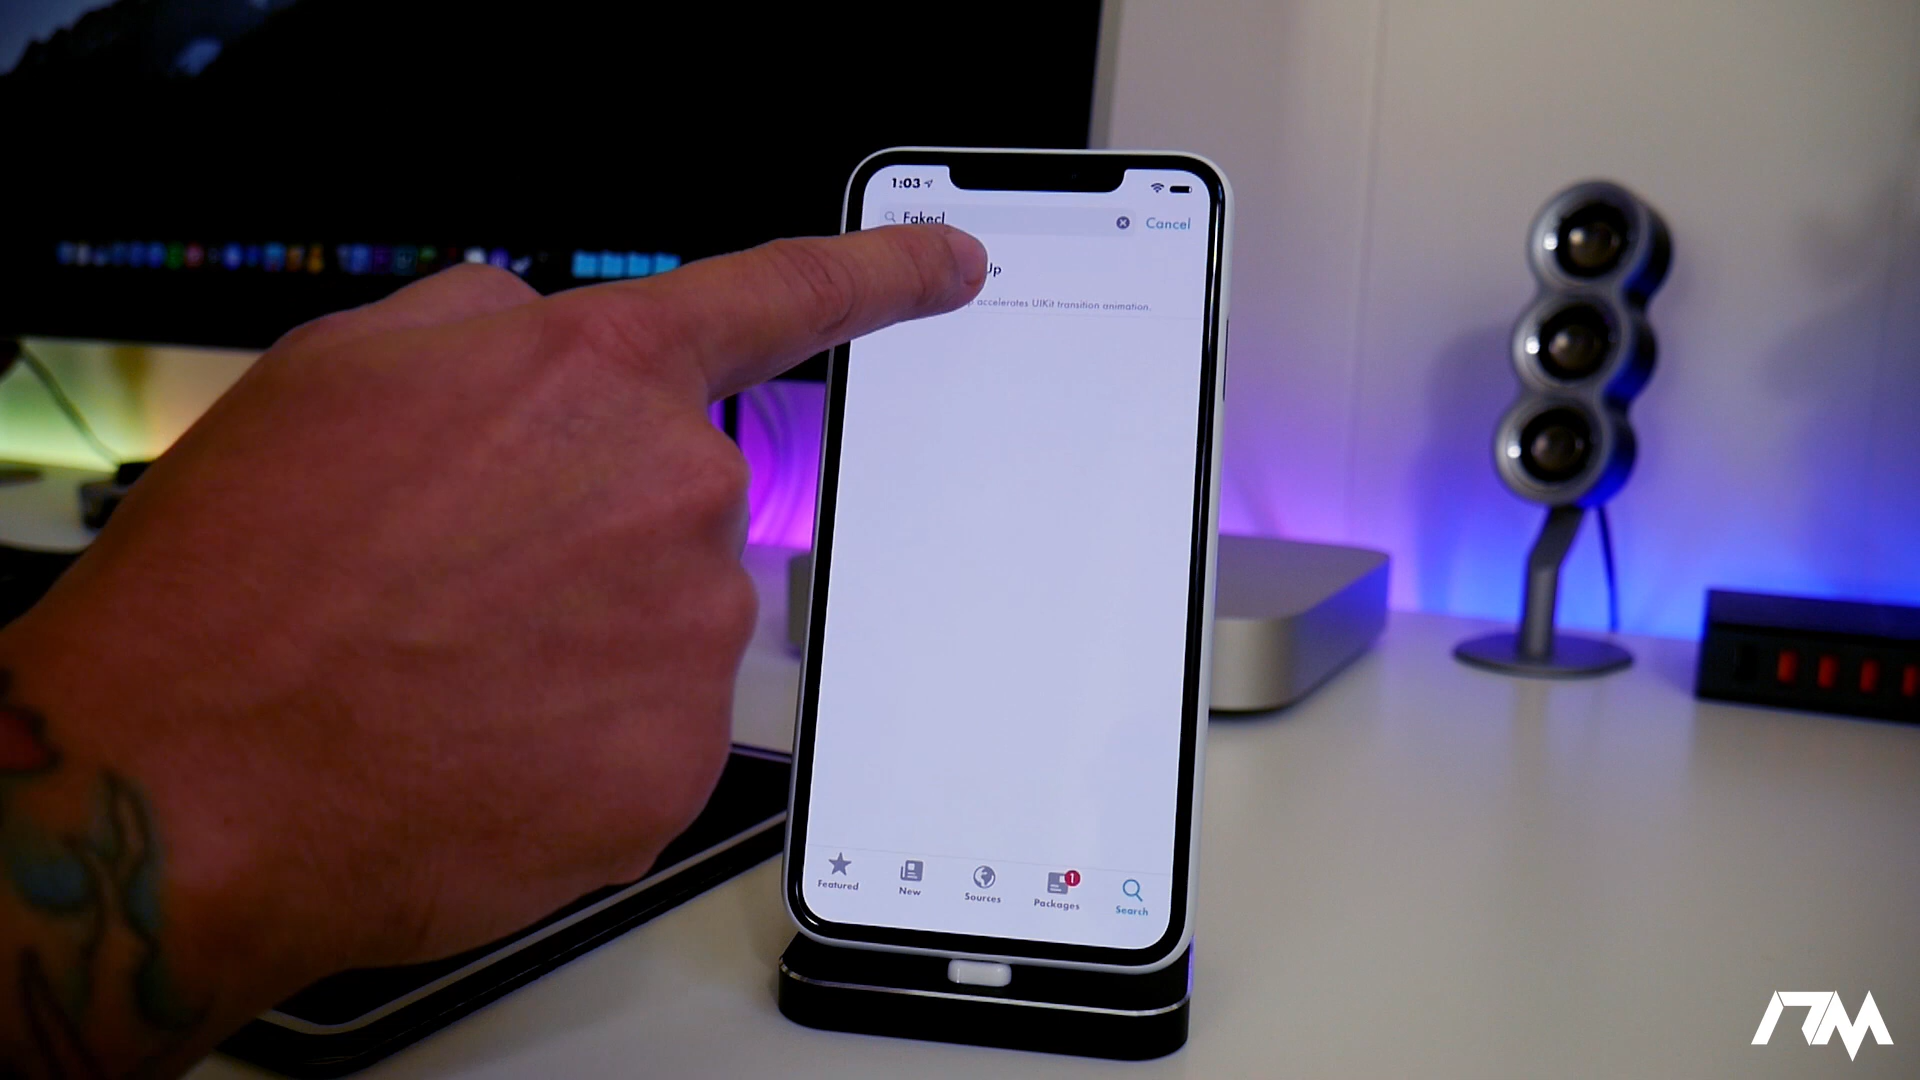 1:03
Fakecl
Cancel
Up
p accelerates UIKit transition animation.
Featured
New
Sources
1
Packages
Search